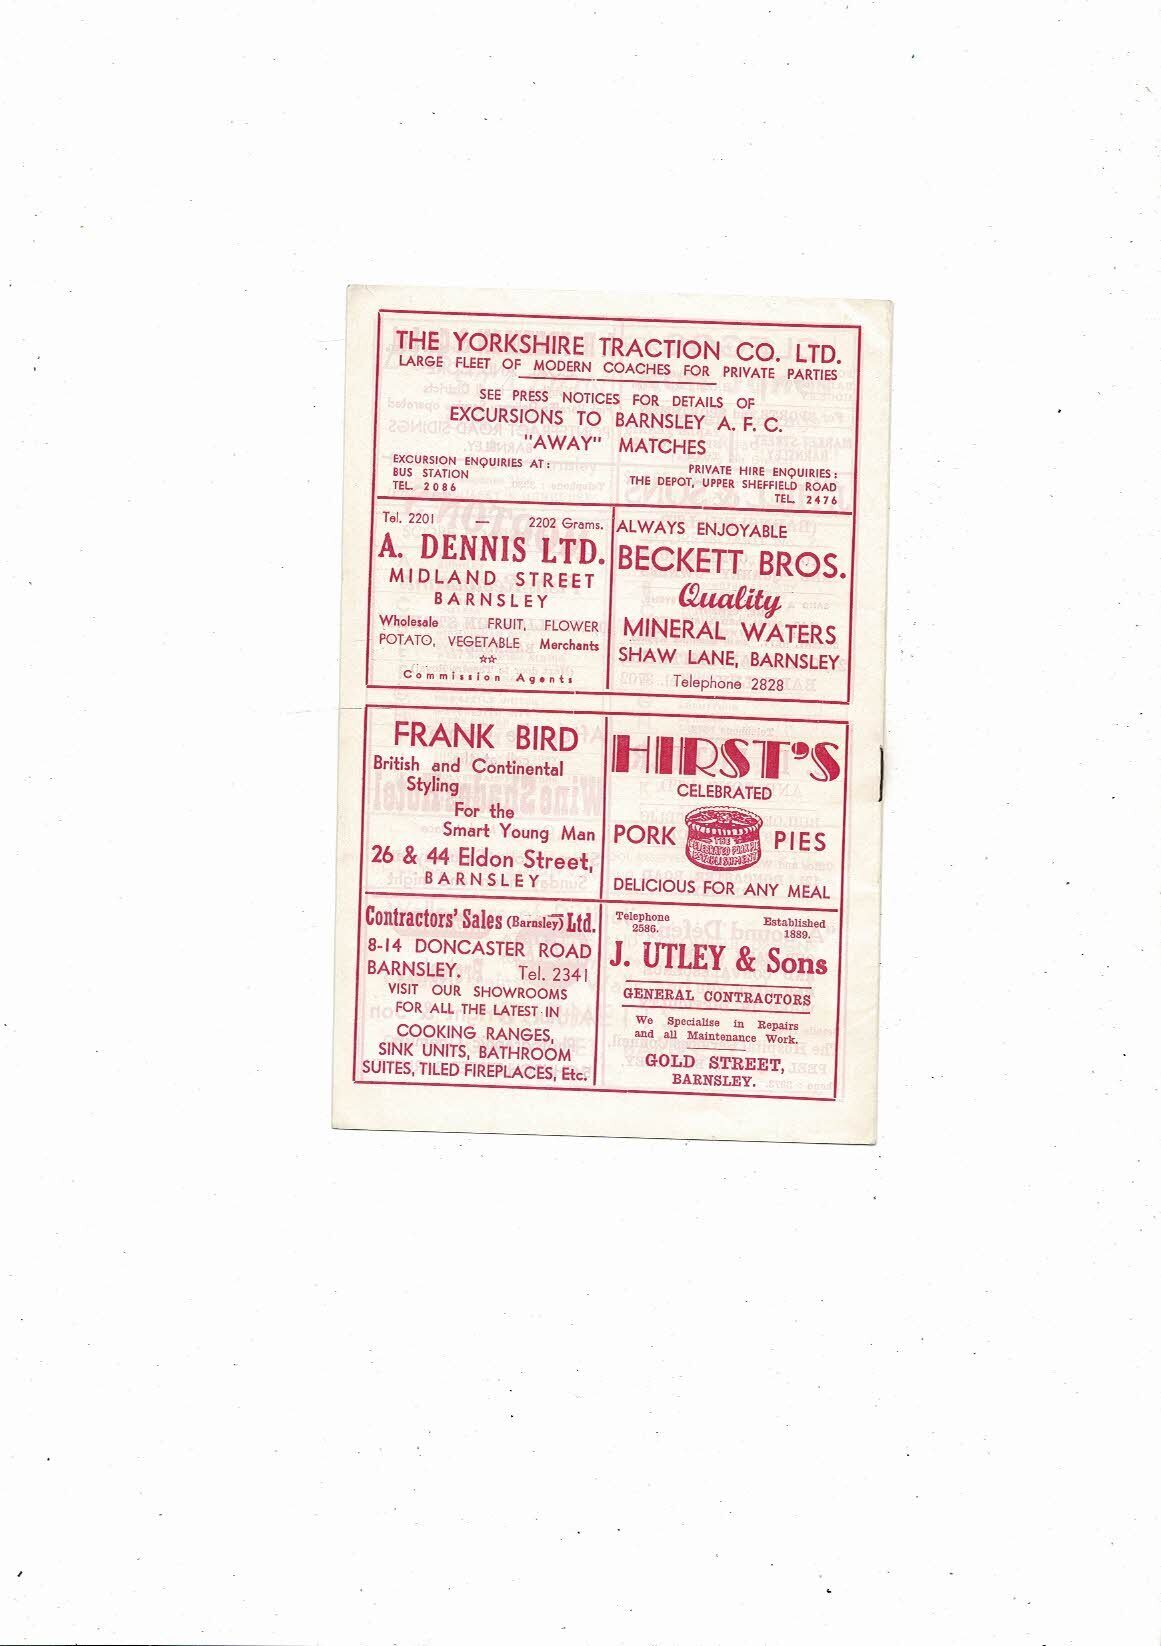 THE YORKSHIRE TRACTION CO. LTD.
LARGE FLEET OF MODERN COACHES FOR PRIVATE PARTIES
SEE PRESS NOTICES FOR DETAILS OF
EXCURSIONS TO BARNSLEY A. F. C.
"AWAY" MATCHES
EXCURSION ENQUIRIES AT:
BUS STATION
TEL. 2086
PRIVATE HIRE ENQUIRIES:
THE DEPOT, UPPER SHEFFIELD ROAD
TEL. 2476
Tel. 2201 — 2202 Grams.
A. DENNIS LTD.
MIDLAND STREET
BARNSLEY
Wholesale FRUIT, FLOWER
POTATO, VEGETABLE Merchants
☆☆
Commission Agents
ALWAYS ENJOYABLE
BECKETT BROS.
Quality
MINERAL WATERS
SHAW LANE, BARNSLEY
Telephone 2828
FRANK BIRD
British and Continental
Styling
For the
Smart Young Man
26 & 44 Eldon Street,
BARNSLEY
HIRST'S
CELEBRATED
PORK PIES
DELICIOUS FOR ANY MEAL
Contractors' Sales (Barnsley) Ltd.
8-14 DONCASTER ROAD
BARNSLEY. Tel. 2341
VISIT OUR SHOWROOMS
FOR ALL THE LATEST IN
COOKING RANGES,
SINK UNITS, BATHROOM
SUITES, TILED FIREPLACES, Etc.
Telephone
2586.
Established
1889.
J. UTLEY & Sons
GENERAL CONTRACTORS
We Specialise in Repairs
and all Maintenance Work.
GOLD STREET,
BARNSLEY.